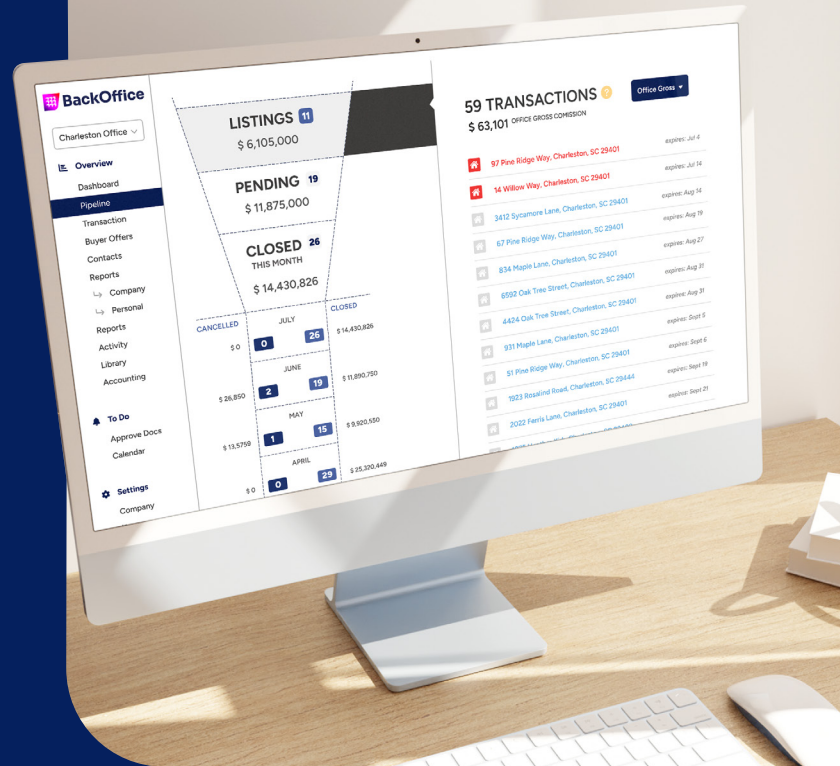 BackOffice
Charleston Office
Overview
Dashboard
Pipeline
Transaction
Buyer Offers
Contacts
Reports
Company
Personal
Reports
Activity
Library
Accounting
To Do
Approve Docs
Calendar
Settings
Company
LISTINGS 11
$ 6,105,000
PENDING 19
$ 11,875,000
CLOSED 26
THIS MONTH
$ 14,430,826
CANCELLED
CLOSED
JULY
$ 0 0 26 $ 14,430,826
JUNE
$ 26,850 2 19 $ 11,890,750
MAY
$ 13,5759 1 15 $ 9,920,550
APRIL
$ 0 0 29 $ 25,320,449
59 TRANSACTIONS ?
Office Gross
$ 63,101 OFFICE GROSS COMISSION
97 Pine Ridge Way, Charleston, SC 29401 expires: Jul 4
14 Willow Way, Charleston, SC 29401 expires: Jul 14
3412 Sycamore Lane, Charleston, SC 29401 expires: Aug 14
67 Pine Ridge Way, Charleston, SC 29401 expires: Aug 19
834 Maple Lane, Charleston, SC 29401 expires: Aug 27
6592 Oak Tree Street, Charleston, SC 29401 expires: Aug 31
4424 Oak Tree Street, Charleston, SC 29401 expires: Aug 31
931 Maple Lane, Charleston, SC 29401 expires: Sept 5
51 Pine Ridge Way, Charleston, SC 29401 expires: Sept 6
1923 Rosalind Road, Charleston, SC 29444 expires: Sept 19
2022 Ferris Lane, Charleston, SC 29401 expires: Sept 21